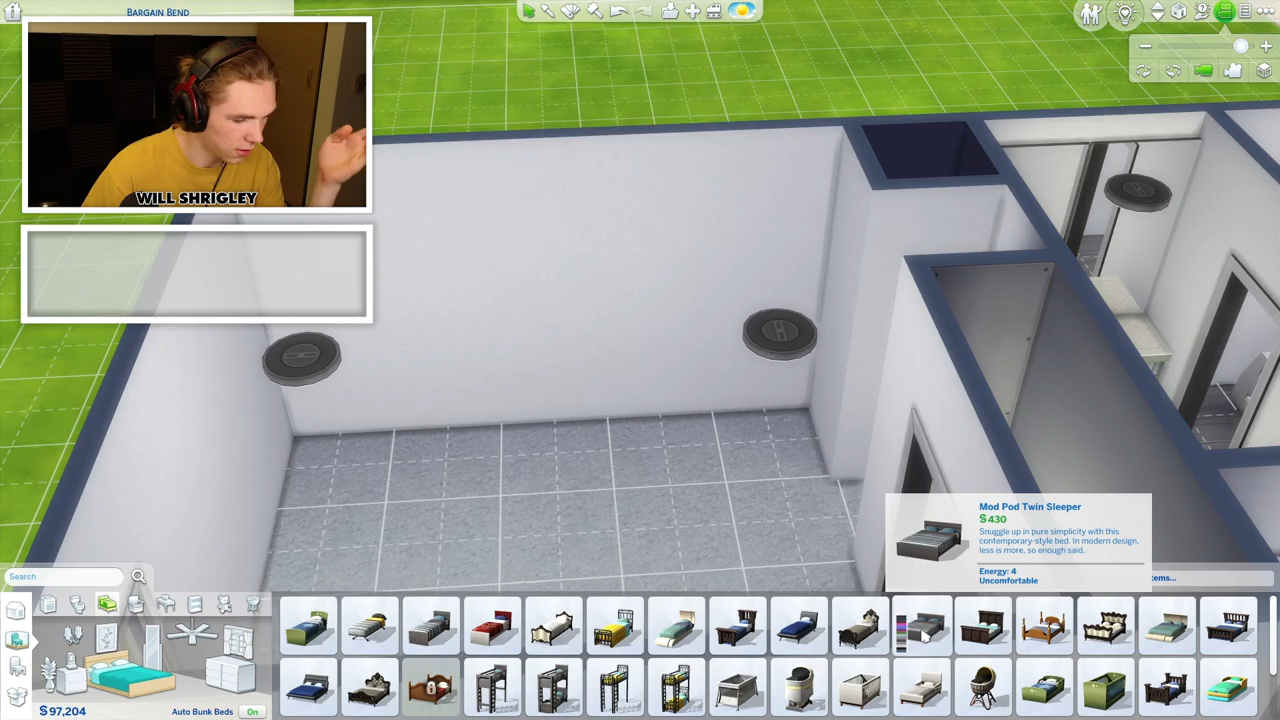 BARGAIN BEND
WILL SHRIGLEY
Mod Pod Twin Sleeper
§430
Snuggle up in pure simplicity with this
contemporary-style bed. In modern design,
less is more, so enough said.
Energy: 4
Uncomfortable
tems...
Search
§97,204
Auto Bunk Beds
On